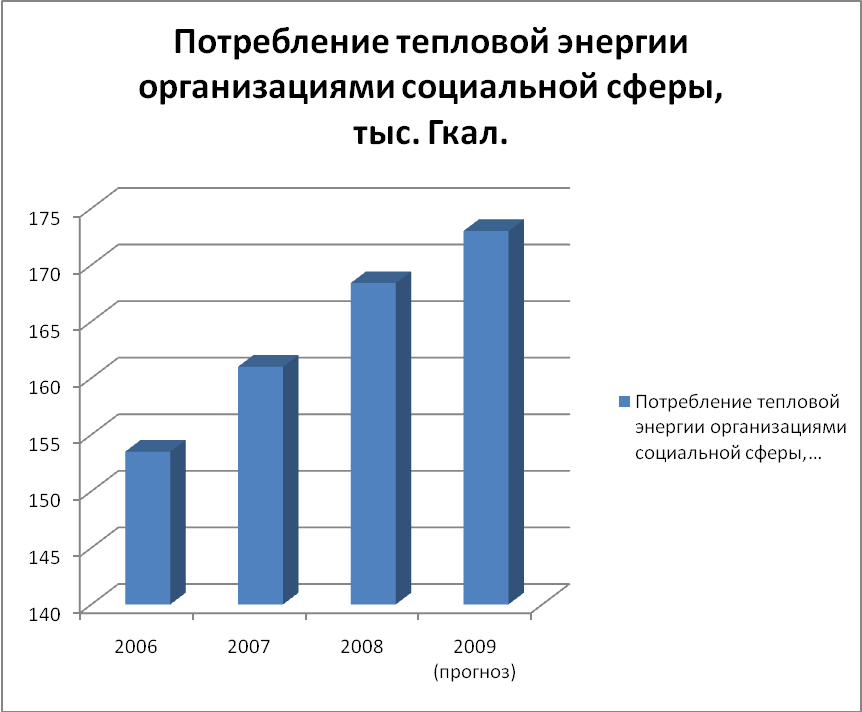 Потребление тепловой энергии
организациями социальной сферы,
тыс. Гкал.
175
170
165
160
155
150
145
140
2006
2007
2008
2009
(прогноз)
Потребление тепловой
энергии организациями
социальной сферы,...